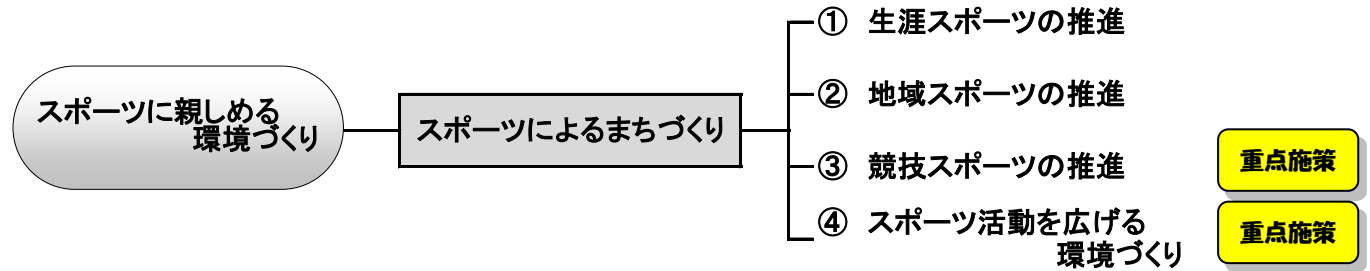 スポーツに親しめる
環境づくり
スポーツによるまちづくり
① 生涯スポーツの推進
② 地域スポーツの推進
③ 競技スポーツの推進
重点施策
④ スポーツ活動を広げる
環境づくり
重点施策